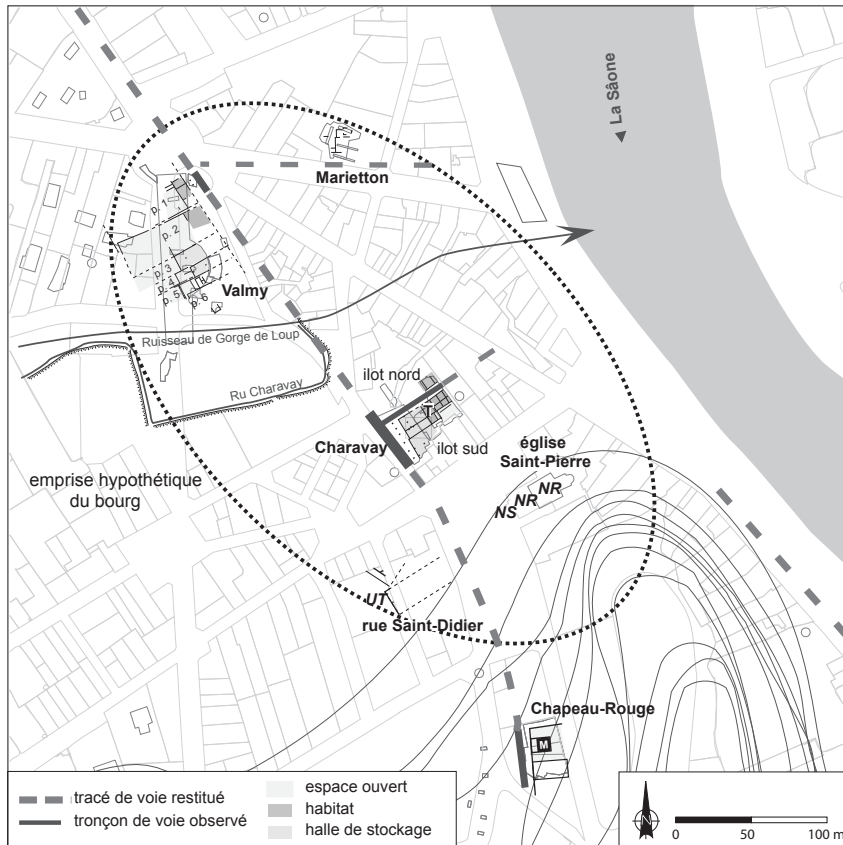 La Sâone
Marietton
p. 1
p. 2
p. 3
p. 4
p. 5
p. 6
Valmy
Ruisseau de Gorge de Loup
Ru Charavay
ilot nord
T
Charavay
ilot sud
église
Saint-Pierre
NR
NR
NS
emprise hypothétique
du bourg
UT
rue Saint-Didier
Chapeau-Rouge
M
tracé de voie restitué
tronçon de voie observé
espace ouvert
habitat
halle de stockage
N
0 50 100 m